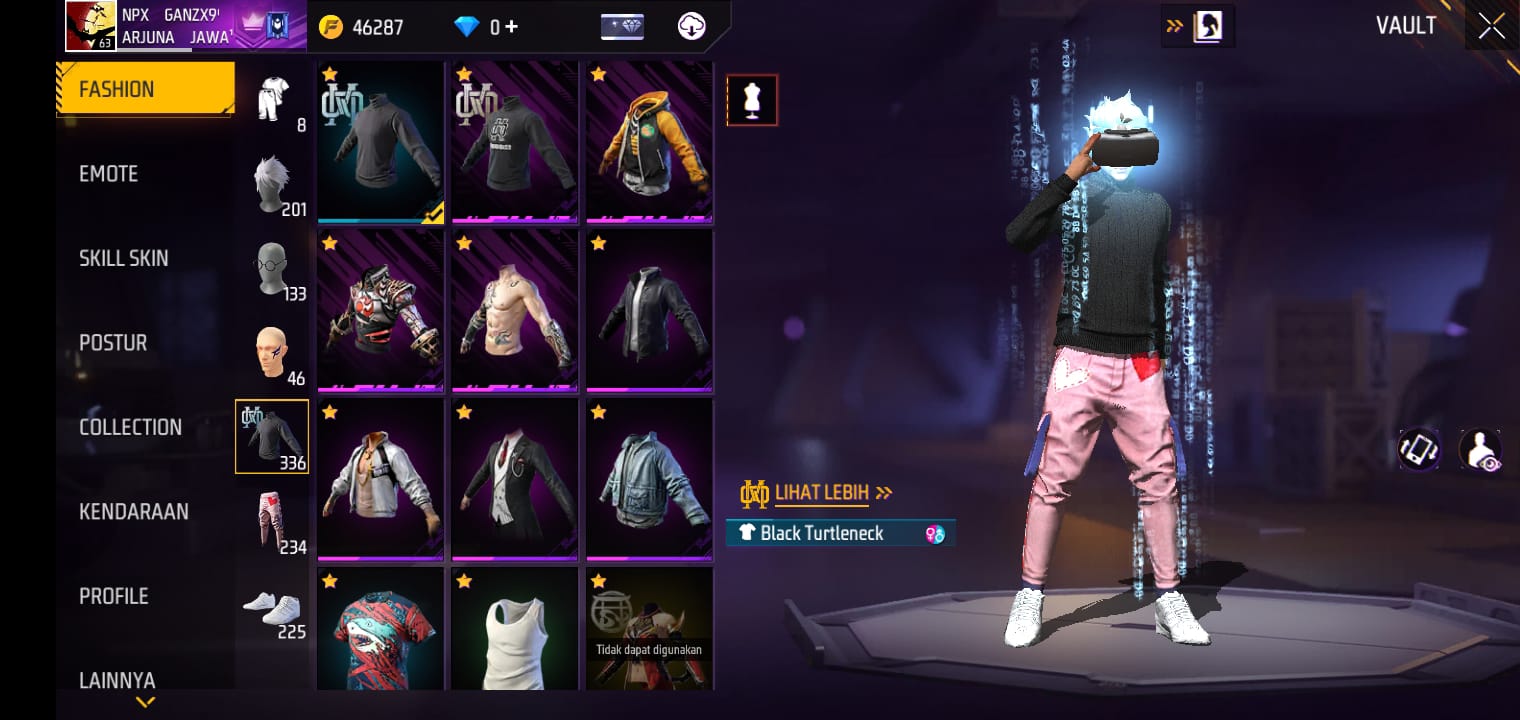 NPX GANZX9
ARJUNA JAWA
63
46287
0 +
VAULT
FASHION
EMOTE
SKILL SKIN
POSTUR
COLLECTION
KENDARAAN
PROFILE
LAINNYA
8
201
133
46
336
234
225
Tidak dapat digunakan
LIHAT LEBIH
Black Turtleneck